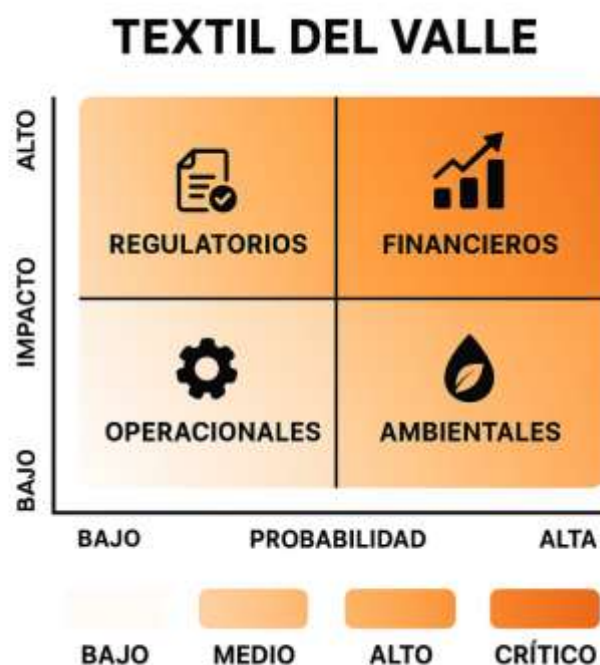 TEXTIL DEL VALLE
ALTO
IMPACTO
BAJO
REGULATORIOS
FINANCIEROS
OPERACIONALES
AMBIENTALES
BAJO
PROBABILIDAD
ALTA
BAJO
MEDIO
ALTO
CRÍTICO